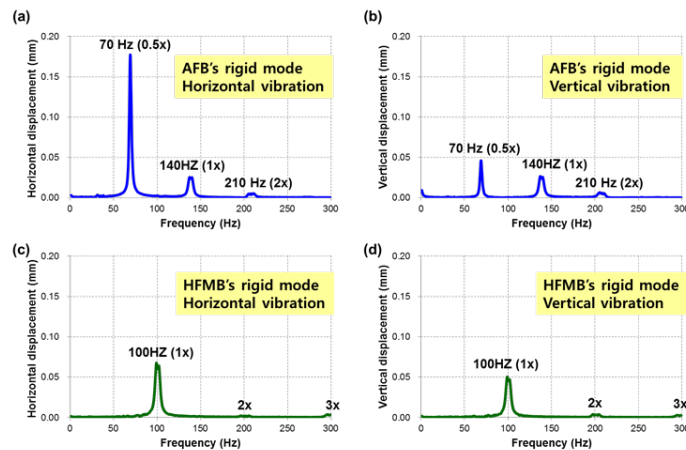 (a)
0.20
0.15
0.10
0.05
0.00
Horizontal displacement (mm)
70 Hz (0.5x)
AFB's rigid mode
Horizontal vibration
140HZ (1x)
210 Hz (2x)
0 50 100 150 200 250 300
Frequency (Hz)
(b)
0.20
0.15
0.10
0.05
0.00
Vertical displacement (mm)
AFB's rigid mode
Vertical vibration
70 Hz (0.5x)
140HZ (1x)
210 Hz (2x)
0 50 100 150 200 250 300
Frequency (Hz)
(c)
0.20
0.15
0.10
0.05
0.00
Horizontal displacement (mm)
HFMB's rigid mode
Horizontal vibration
100HZ (1x)
2x
3x
0 50 100 150 200 250 300
Frequency (Hz)
(d)
0.20
0.15
0.10
0.05
0.00
Vertical displacement (mm)
HFMB's rigid mode
Vertical vibration
100HZ (1x)
2x
3x
0 50 100 150 200 250 300
Frequency (Hz)